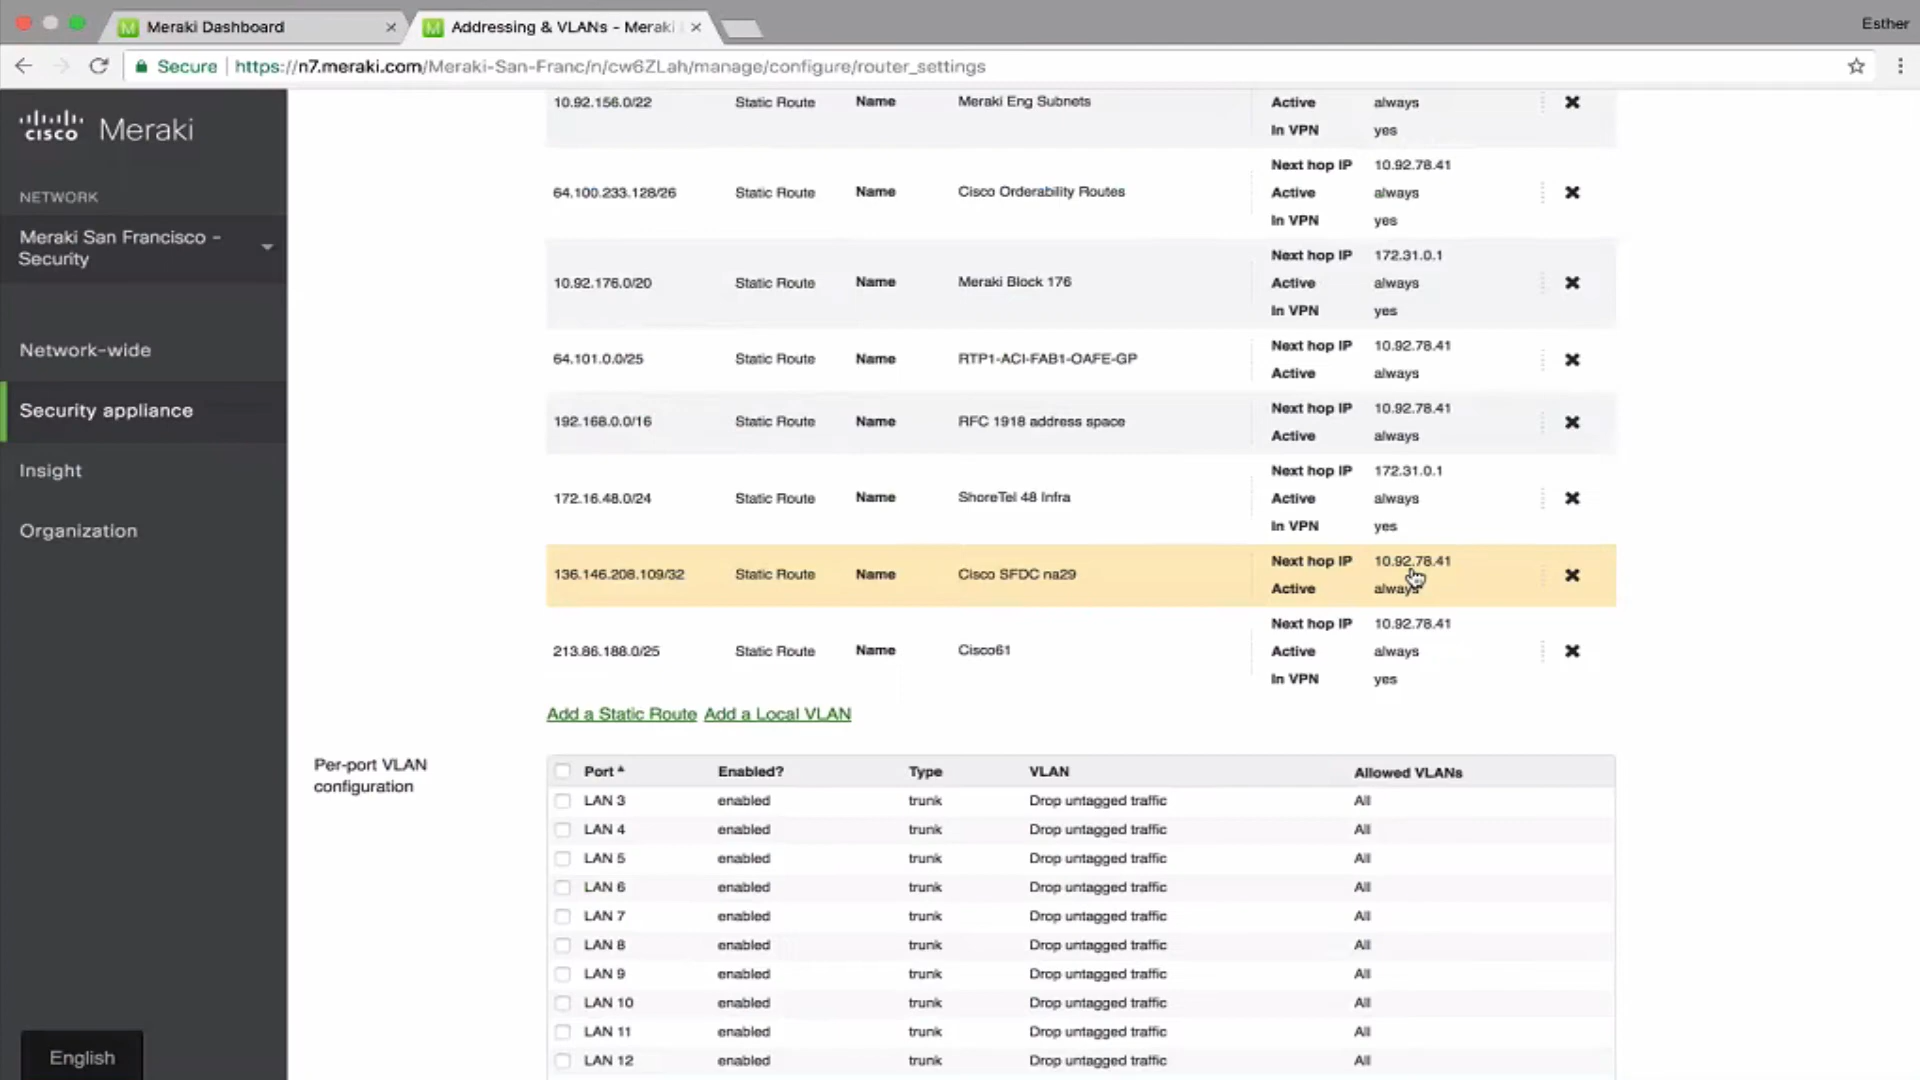 Meraki Dashboard
Addressing & VLANs - Meraki
Esther
Secure https://n7.meraki.com/Meraki-San-Franc/n/cw6ZLah/manage/configure/router_settings
cisco Meraki
NETWORK
Meraki San Francisco -
Security
Network-wide
Security appliance
Insight
Organization
English
10.92.156.0/22 Static Route Name Meraki Eng Subnets Active always
In VPN yes
Next hop IP 10.92.78.41
64.100.233.128/26 Static Route Name Cisco Orderability Routes Active always
In VPN yes
Next hop IP 172.31.0.1
10.92.176.0/20 Static Route Name Meraki Block 176 Active always
In VPN yes
Next hop IP 10.92.78.41
64.101.0.0/25 Static Route Name RTP1-ACI-FAB1-OAFE-GP
Active always
Next hop IP 10.92.78.41
192.168.0.0/16 Static Route Name RFC 1918 address space
Active always
Next hop IP 172.31.0.1
172.16.48.0/24 Static Route Name ShoreTel 48 Infra Active always
In VPN yes
Next hop IP 10.92.78.41
136.146.208.109/32 Static Route Name Cisco SFDC na29
Active always
Next hop IP 10.92.78.41
213.86.188.0/25 Static Route Name Cisco61 Active always
In VPN yes
Add a Static Route Add a Local VLAN
Per-port VLAN
configuration
Port Enabled? Type VLAN Allowed VLANs
LAN 3 enabled trunk Drop untagged traffic All
LAN 4 enabled trunk Drop untagged traffic All
LAN 5 enabled trunk Drop untagged traffic All
LAN 6 enabled trunk Drop untagged traffic All
LAN 7 enabled trunk Drop untagged traffic All
LAN 8 enabled trunk Drop untagged traffic All
LAN 9 enabled trunk Drop untagged traffic All
LAN 10 enabled trunk Drop untagged traffic All
LAN 11 enabled trunk Drop untagged traffic All
LAN 12 enabled trunk Drop untagged traffic All